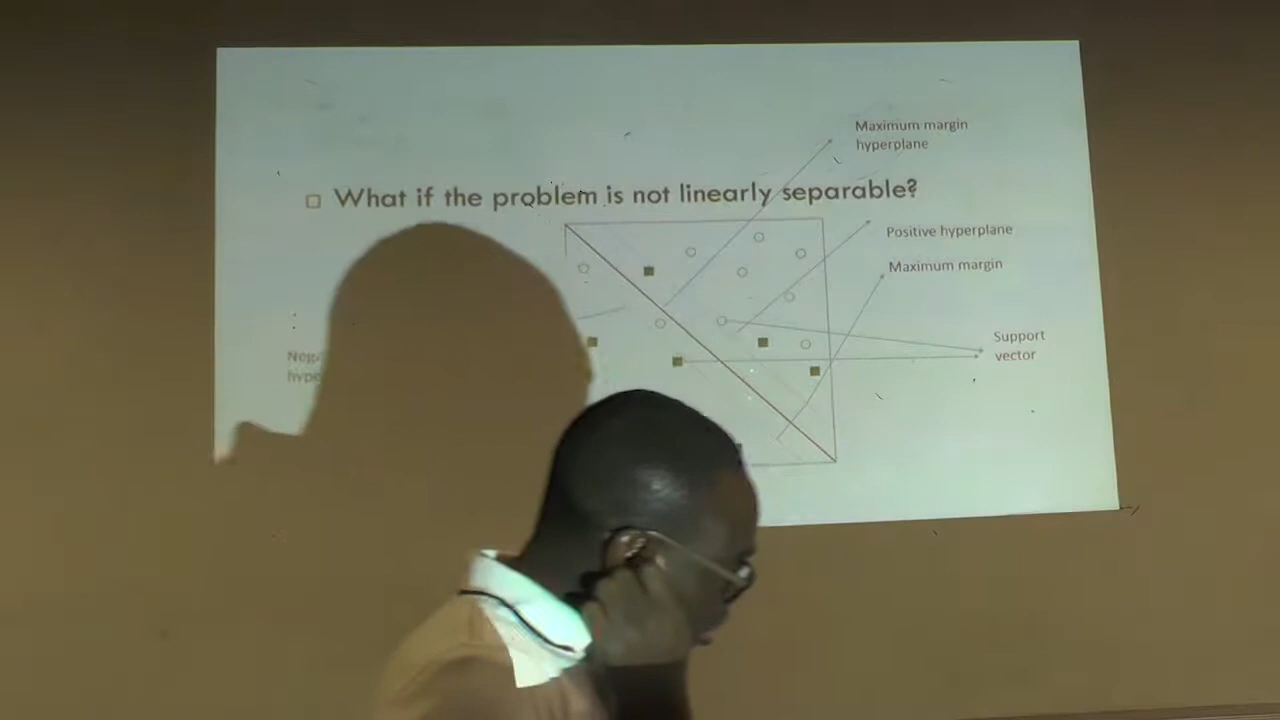 Maximum margin
hyperplane
What if the problem is not linearly separable?
Positive hyperplane
Maximum margin
Support
vector